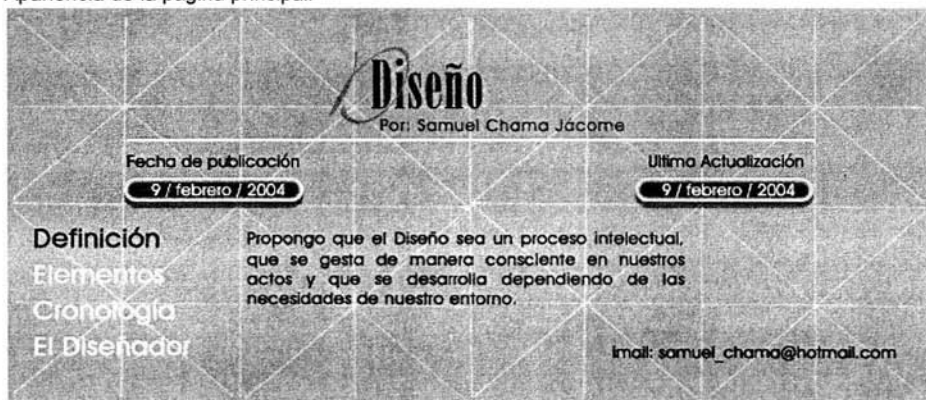 Apariencia de la página principal.
Diseño
Por: Samuel Chama Jácome
Fecha de publicación
Ultima Actualización
9 / febrero / 2004
9 / febrero / 2004
Definición
Elementos
Cronología
El Diseñador
Propongo que el Diseño sea un proceso intelectual,
que se gesta de manera consciente en nuestros
actos y que se desarrolla dependiendo de las
necesidades de nuestro entorno.
imail: samuel_chama@hotmail.com